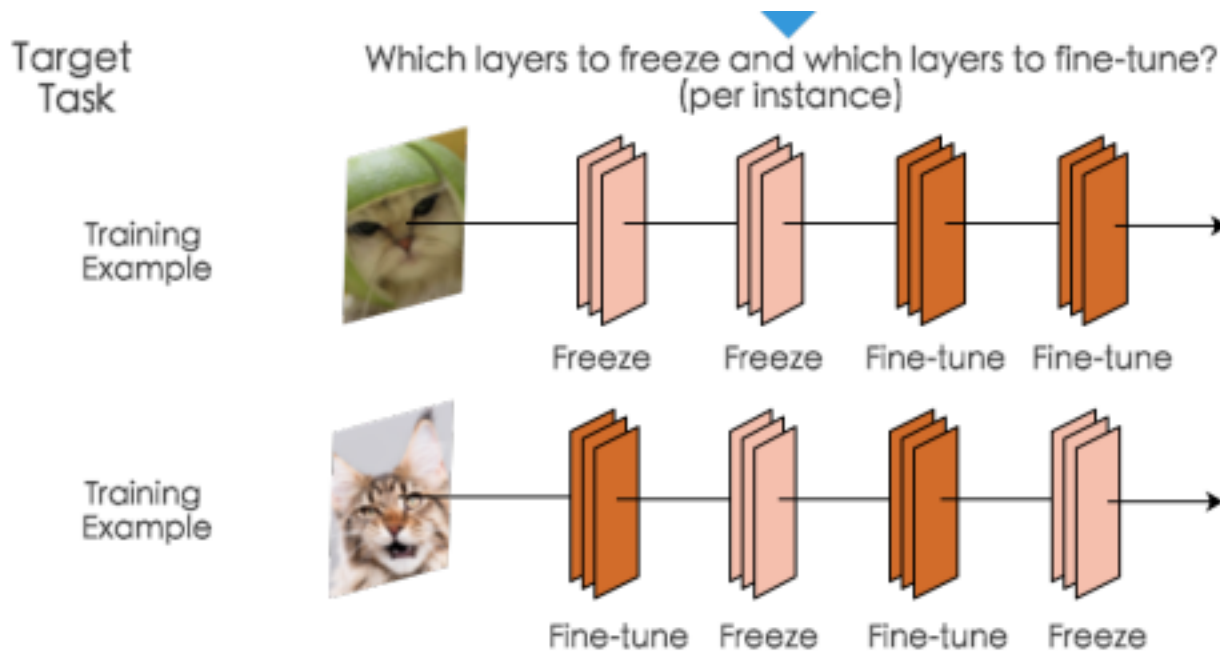 Target
Task
Which layers to freeze and which layers to fine-tune?
(per instance)
Training
Example
Freeze
Freeze
Fine-tune
Fine-tune
Training
Example
Fine-tune
Freeze
Fine-tune
Freeze